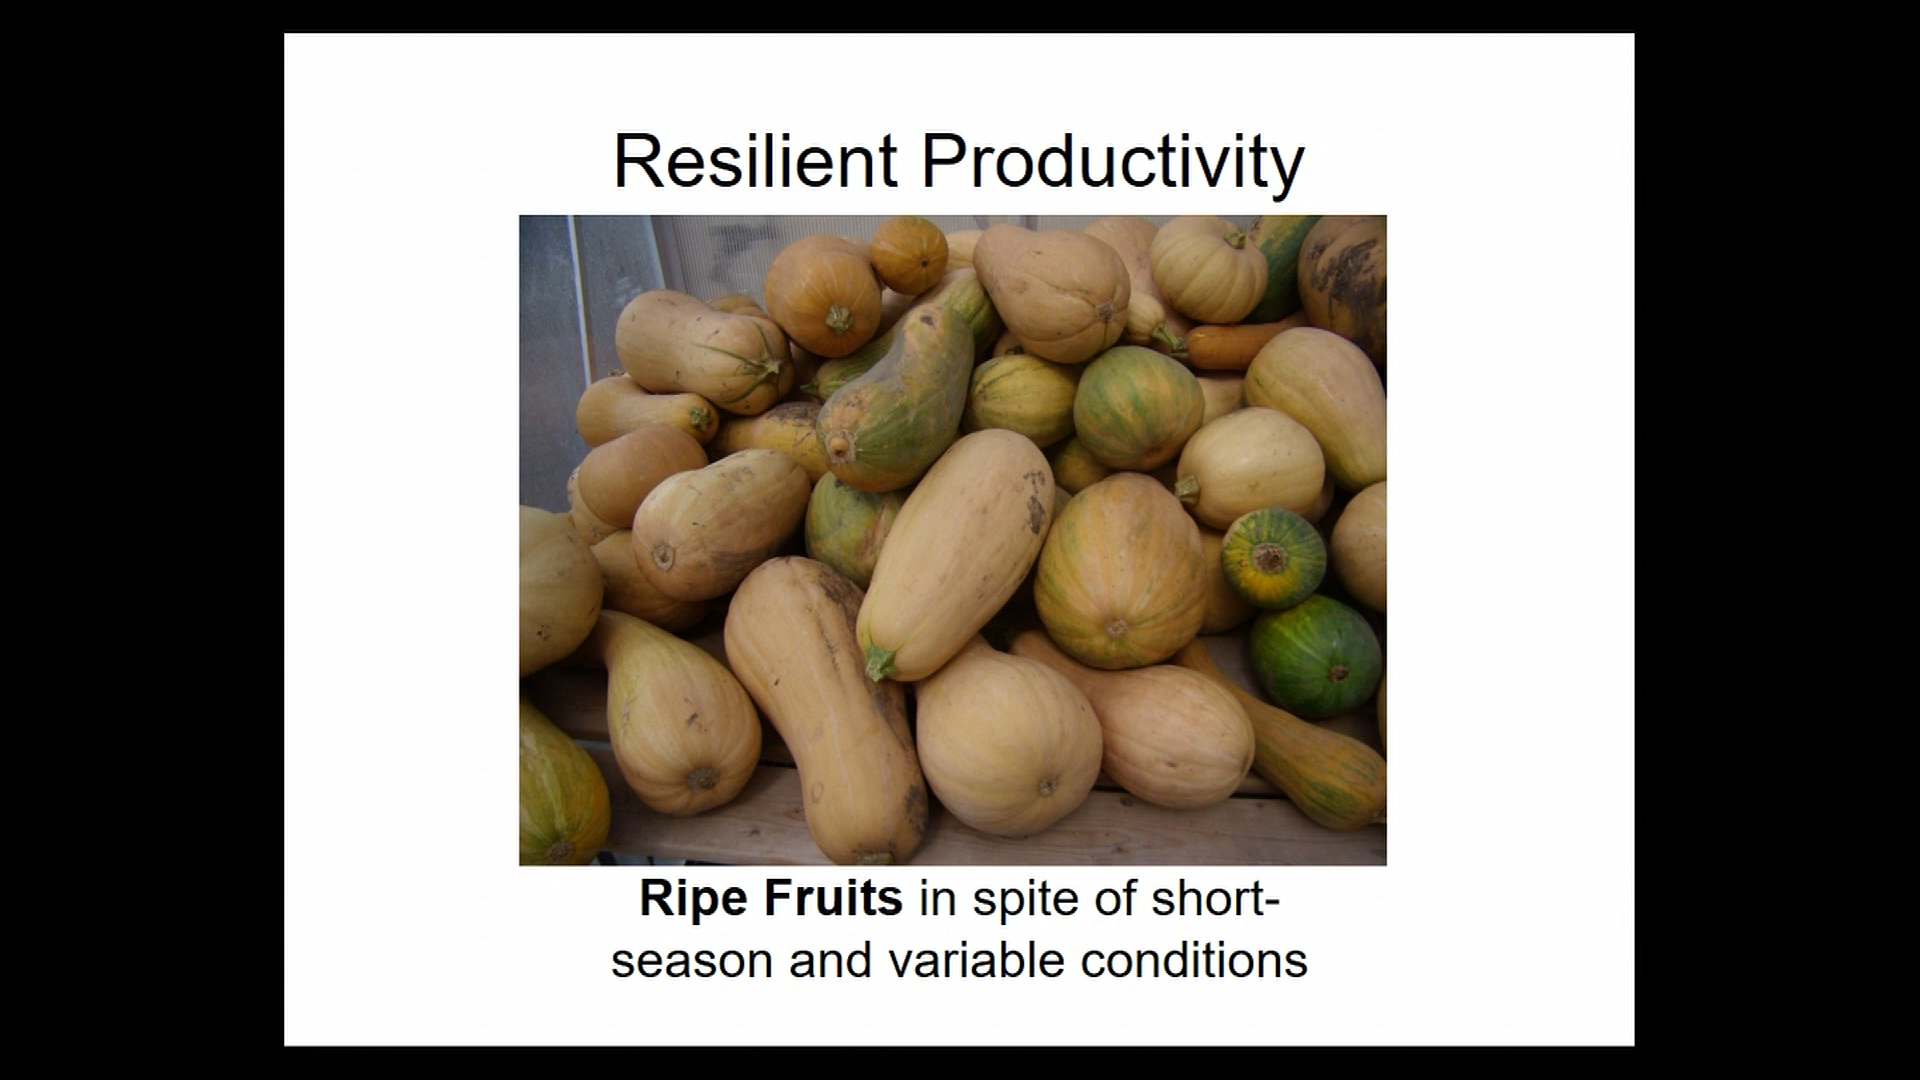 Resilient Productivity
Ripe Fruits in spite of short-
season and variable conditions